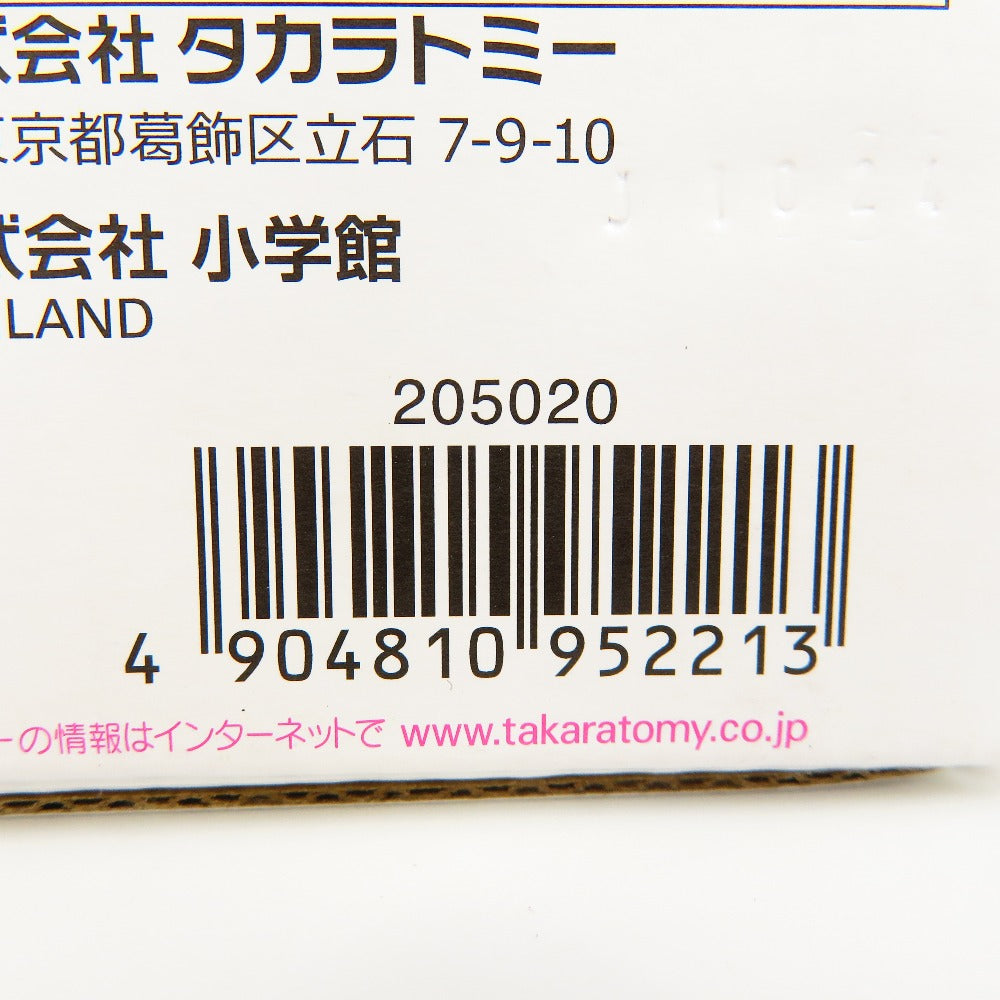 式会社 タカラトミー
東京都葛飾区立石 7-9-10
J 1024
式会社 小学館
LAND
205020
4 904810 952213
ーの情報はインターネットで www.takaratomy.co.jp